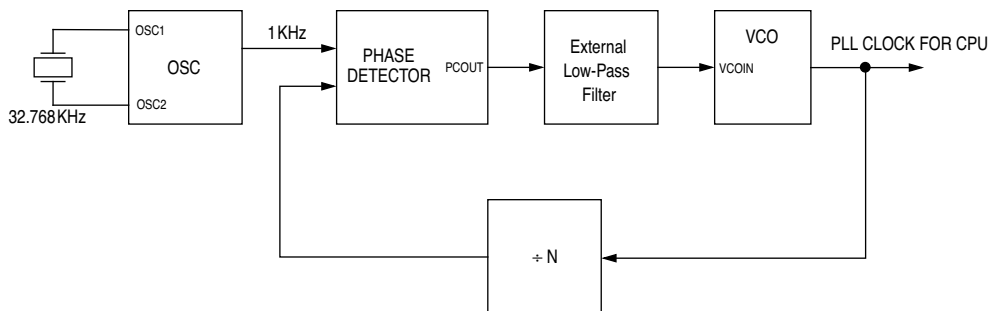 OSC1
OSC
OSC2
32.768KHz
1KHz
PHASE
DETECTOR
PCOUT
External
Low-Pass
Filter
VCO
VCOIN
PLL CLOCK FOR CPU
÷ N